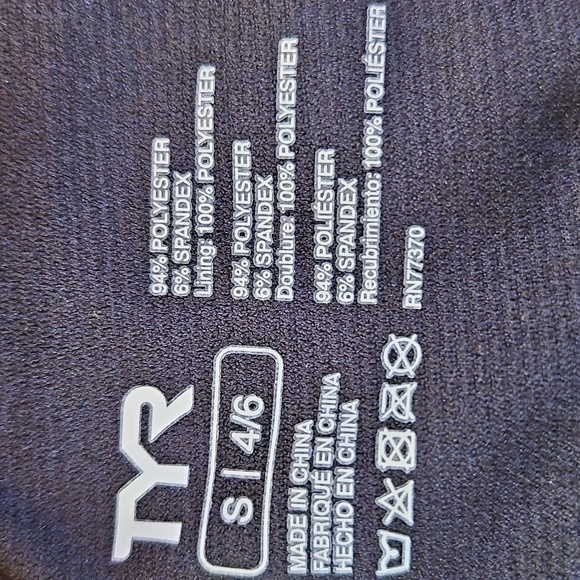 TYR
S | 4/6
MADE IN CHINA
FABRIQUÉ EN CHINA
HECHO EN CHINA
94% POLYESTER
6% SPANDEX
Lining: 100% POLYESTER
94% POLYESTER
6% SPANDEX
Doublure: 100% POLYESTER
94% POLIÉSTER
6% SPANDEX
Recubrimiento: 100% POLIÉSTER
RN77370